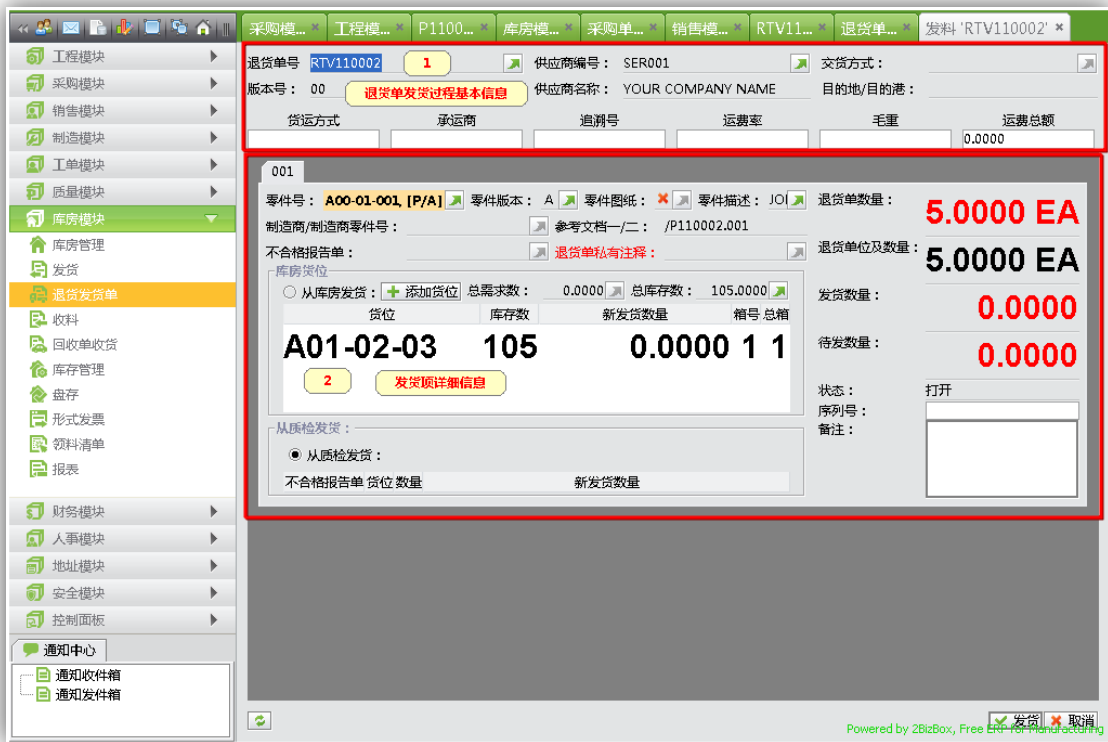 采购模... 工程模... P1100... 库房模... 采购单... 销售模... RTV11... 退货单... 发料 'RTV110002'
工程模块
采购模块
销售模块
制造模块
工单模块
质量模块
库房模块
库房管理
发货
退货发货单
收料
回收单收货
库存管理
盘存
形式发票
领料清单
报表
财务模块
人事模块
地址模块
安全模块
控制面板
通知中心
通知收件箱
通知发件箱
退货单号 RTV110002 1 供应商编号： SER001 交货方式：
版本号： 00 退货单发货过程基本信息 供应商名称： YOUR COMPANY NAME 目的地/目的港：
货运方式 承运商 追溯号 运费率 毛重 运费总额
0.0000
001
零件号： A00-01-001, [P/A] 零件版本： A 零件图纸： 零件描述： JOI
制造商/制造商零件号： 参考文档一/二： /P110002.001
不合格报告单： 退货单私有注释：
库房货位
从库房发货： 添加货位 总需求数： 0.0000 总库存数： 105.0000
货位 库存数 新发货数量 箱号 总箱
A01-02-03 105 0.0000 1 1
2 发货项详细信息
从质检发货：
从质检发货：
不合格报告单 货位 数量 新发货数量
退货单数量： 5.0000 EA
退货单位及数量： 5.0000 EA
发货数量： 0.0000
待发数量： 0.0000
状态： 打开
序列号：
备注：
发货 取消
Powered by 2BizBox, Free ERP for Manufacturing